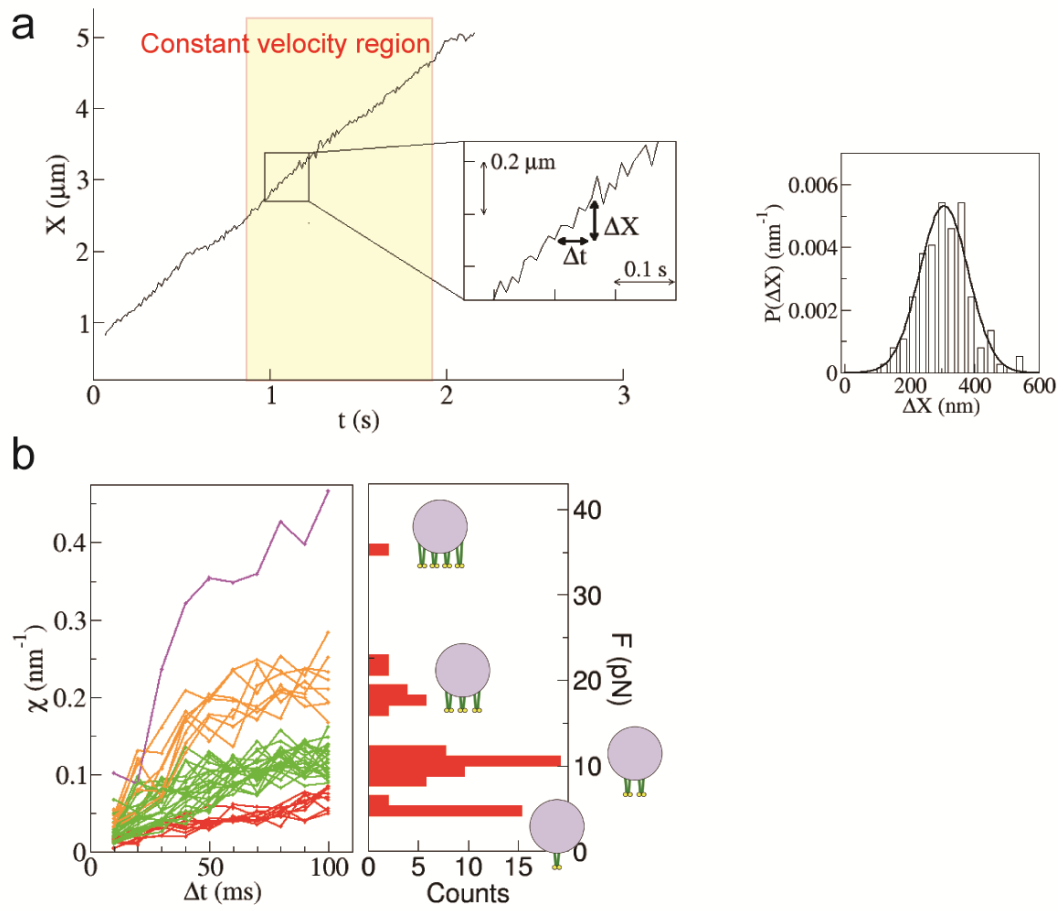 a
Constant velocity region
5
4
3
2
1
X (μm)
0
1
2
3
t (s)
0.2 μm
ΔX
Δt
0.1 s
0.006
0.004
0.002
0
P(ΔX) (nm⁻¹)
0
200
400
600
ΔX (nm)
b
0.4
0.3
0.2
0.1
0
χ (nm⁻¹)
0
50
100
Δt (ms)
40
30
20
10
0
F (pN)
0
5
10
15
Counts